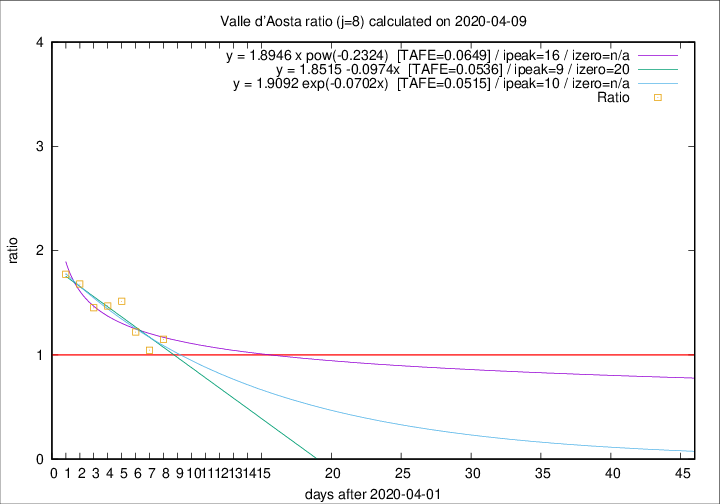 Valle d'Aosta ratio (j=8) calculated on 2020-04-09
y = 1.8946 x pow(-0.2324)  [TAFE=0.0649] / ipeak=16 / izero=n/a
y = 1.8515 -0.0974x  [TAFE=0.0536] / ipeak=9 / izero=20
y = 1.9092 exp(-0.0702x)  [TAFE=0.0515] / ipeak=10 / izero=n/a
Ratio
4
3
2
1
0
ratio
0 1 2 3 4 5 6 7 8 9 10 11 12 13 14 15 20 25 30 35 40 45
days after 2020-04-01